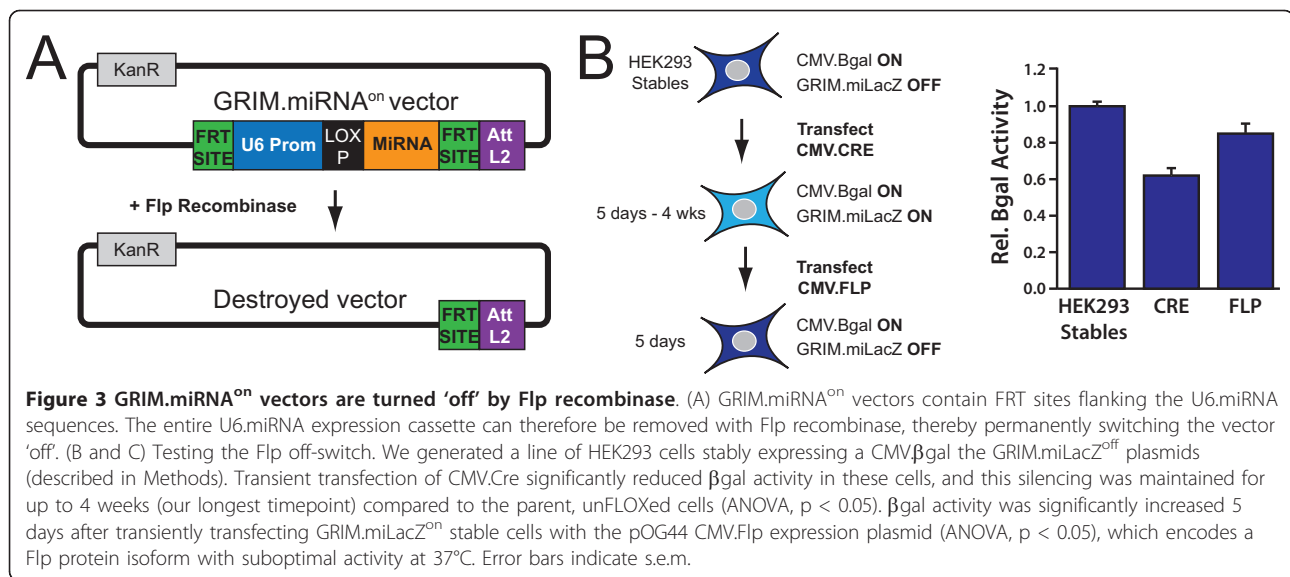 A
KanR
GRIM.miRNAᵒⁿ vector
FRT SITE
U6 Prom
LOX P
MiRNA
FRT SITE
Att L2
+ Flp Recombinase
KanR
Destroyed vector
FRT SITE
Att L2
B
HEK293 Stables
CMV.Bgal ON
GRIM.miLacZ OFF
Transfect
CMV.CRE
5 days - 4 wks
CMV.Bgal ON
GRIM.miLacZ ON
Transfect
CMV.FLP
5 days
CMV.Bgal ON
GRIM.miLacZ OFF
Rel. Bgal Activity
1.2
1.0
0.8
0.6
0.4
0.2
0.0
HEK293 Stables
CRE
FLP
Figure 3 GRIM.miRNAᵒⁿ vectors are turned 'off' by Flp recombinase. (A) GRIM.miRNAᵒⁿ vectors contain FRT sites flanking the U6.miRNA
sequences. The entire U6.miRNA expression cassette can therefore be removed with Flp recombinase, thereby permanently switching the vector
'off'. (B and C) Testing the Flp off-switch. We generated a line of HEK293 cells stably expressing a CMV.βgal the GRIM.miLacZᵒᶠᶠ plasmids
(described in Methods). Transient transfection of CMV.Cre significantly reduced βgal activity in these cells, and this silencing was maintained for
up to 4 weeks (our longest timepoint) compared to the parent, unFLOXed cells (ANOVA, p < 0.05). βgal activity was significantly increased 5
days after transiently transfecting GRIM.miLacZᵒⁿ stable cells with the pOG44 CMV.Flp expression plasmid (ANOVA, p < 0.05), which encodes a
Flp protein isoform with suboptimal activity at 37°C. Error bars indicate s.e.m.